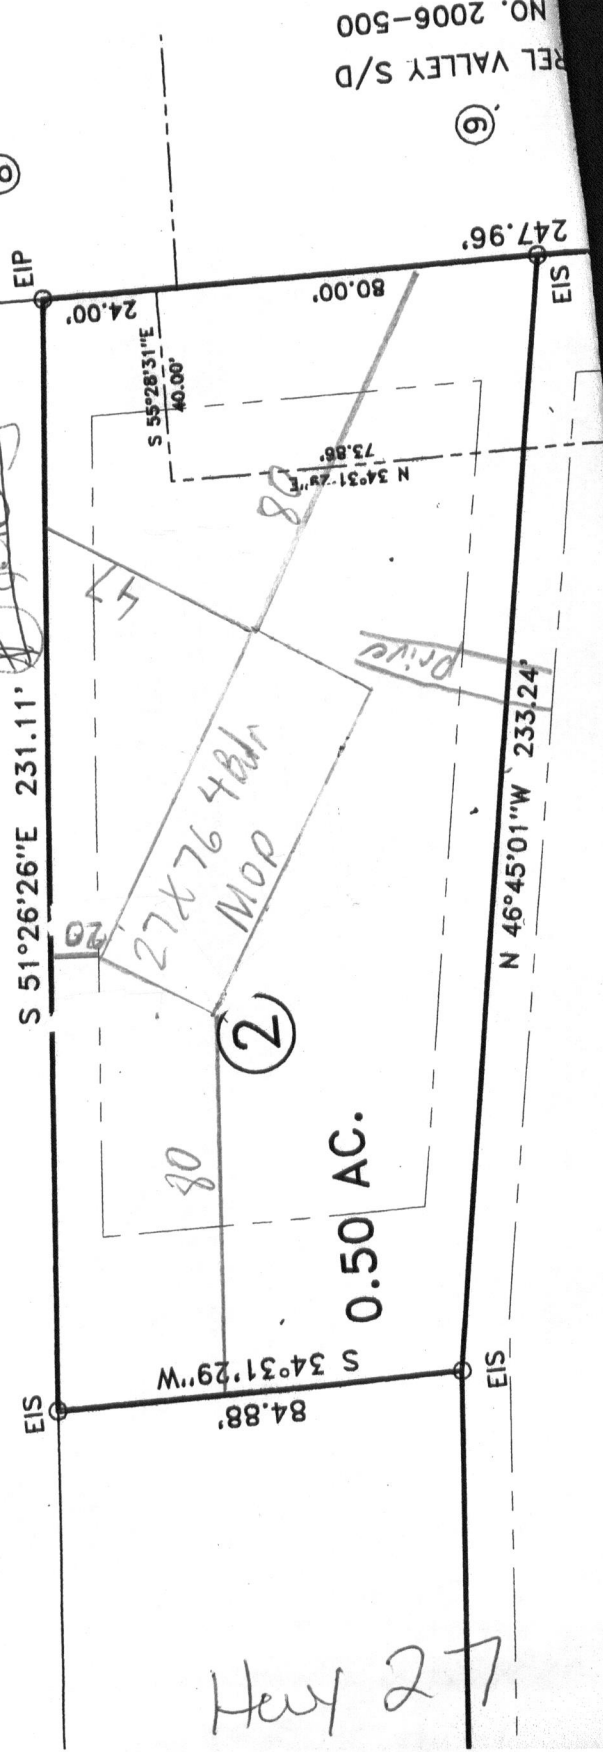 NO. 2006-500
REL VALLEY S/D
6
EIP
24.00'
80.00'
247.96'
EIS
S 55°28'31"E
40.00'
N 34°31'29"E
73.86'
80
47
Drive
S 51°26'26"E 231.11'
27X76 4Bdr
MOD
20
N 46°45'01"W 233.24'
2
80
0.50 AC.
EIS
S 34°31'29"W
84.88'
EIS
Hwy 27